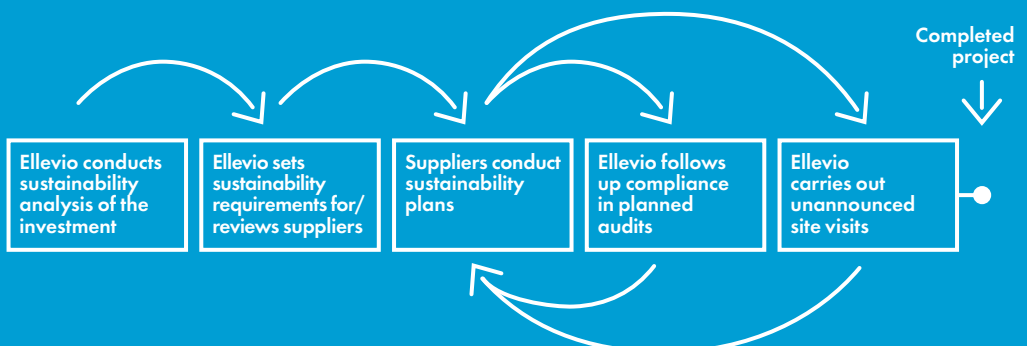 Completed
project
Ellevio conducts
sustainability
analysis of the
investment
Ellevio sets
sustainability
requirements for/
reviews suppliers
Suppliers conduct
sustainability
plans
Ellevio follows
up compliance
in planned
audits
Ellevio
carries out
unannounced
site visits